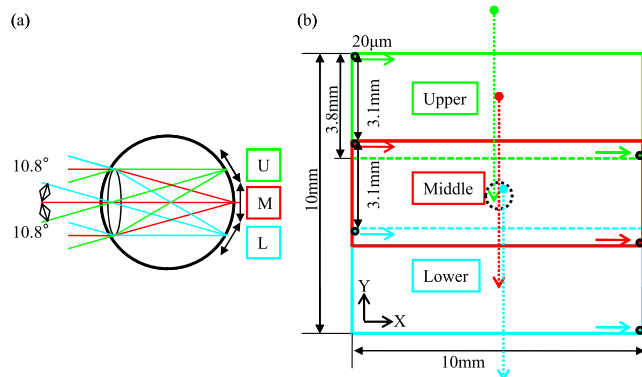 (a)
10.8°
10.8°
U
M
L
(b)
20μm
Upper
3.1mm
3.8mm
Middle
3.1mm
10mm
Lower
Y
X
10mm